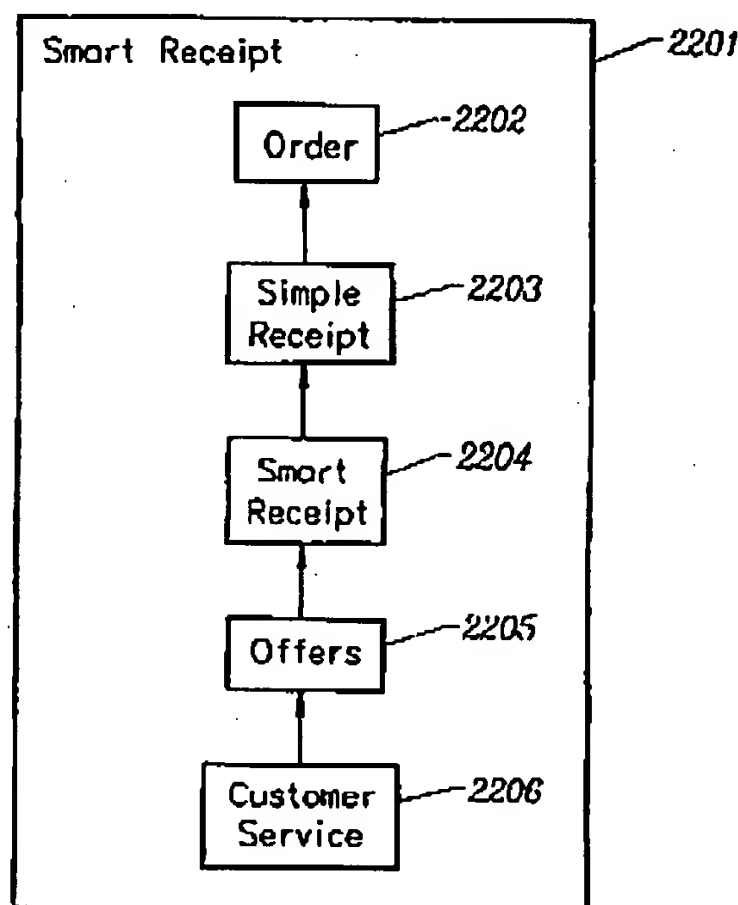 Smart Receipt
2201
Order
2202
Simple
Receipt
2203
Smart
Receipt
2204
Offers
2205
Customer
Service
2206